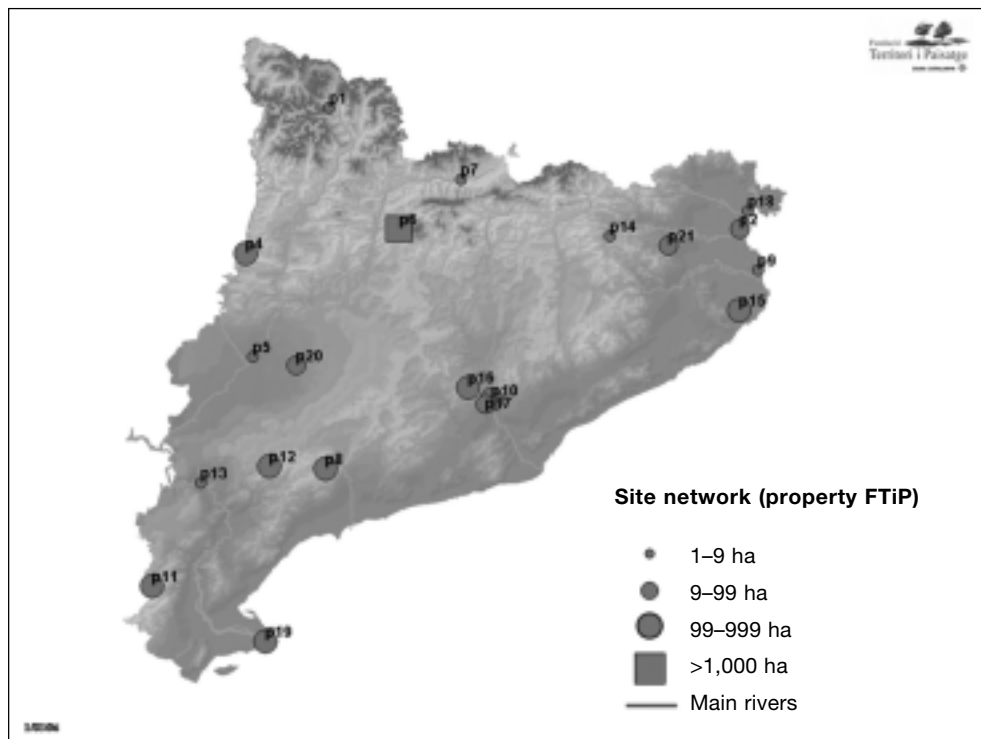 Fundació
Territori i Paisatge
p1
p7
p18
p2
p14
p21
p4
p9
p15
p5
p20
p16
p10
p17
p12
p13
p11
p19
Site network (property FTiP)
1–9 ha
9–99 ha
99–999 ha
>1,000 ha
Main rivers